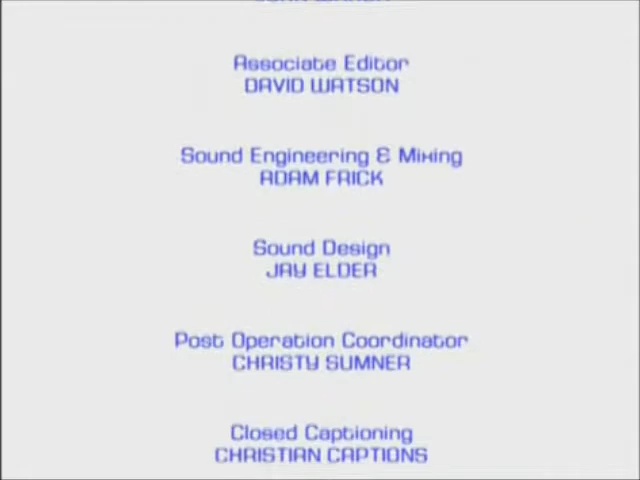 Associate Editor
DAVID WATSON
Sound Engineering & Mixing
ADAM FRICK
Sound Design
JAY ELDER
Post Operation Coordinator
CHRISTY SUMNER
Closed Captioning
CHRISTIAN CAPTIONS